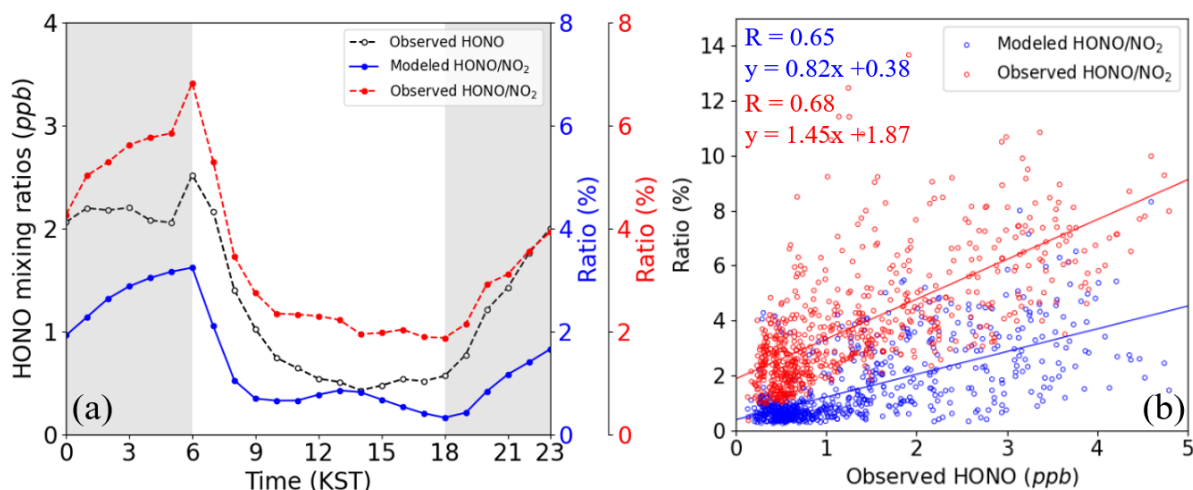 4
3
2
1
0
HONO mixing ratios (ppb)
0 3 6 9 12 15 18 21 23
Time (KST)
Observed HONO
Modeled HONO/NO₂
Observed HONO/NO₂
(a)
8
6
4
2
0
Ratio (%)
8
6
4
2
0
Ratio (%)
14
12
10
8
6
4
2
0
Ratio (%)
R = 0.65
y = 0.82x +0.38
R = 0.68
y = 1.45x +1.87
Modeled HONO/NO₂
Observed HONO/NO₂
(b)
0 1 2 3 4 5
Observed HONO (ppb)